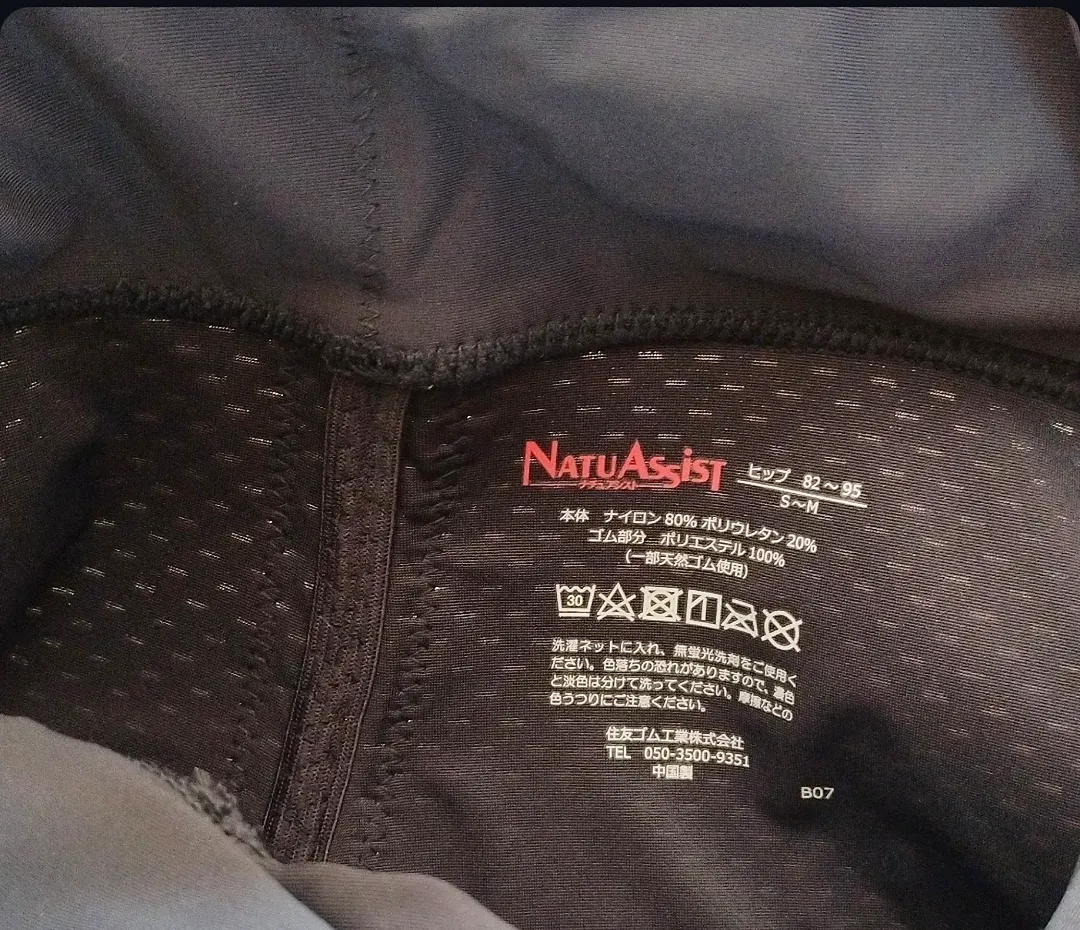 NATUASSIST
ナチュアシスト
ヒップ 82～95
S～M
本体 ナイロン 80% ポリウレタン 20%
ゴム部分 ポリエステル 100%
(一部天然ゴム使用)
30
洗濯ネットに入れ、無蛍光洗剤をご使用く
ださい。色落ちの恐れがありますので、濃色
と淡色は分けて洗ってください。摩擦などの
色うつりにご注意ください。
住友ゴム工業株式会社
TEL 050-3500-9351
中国製
B07